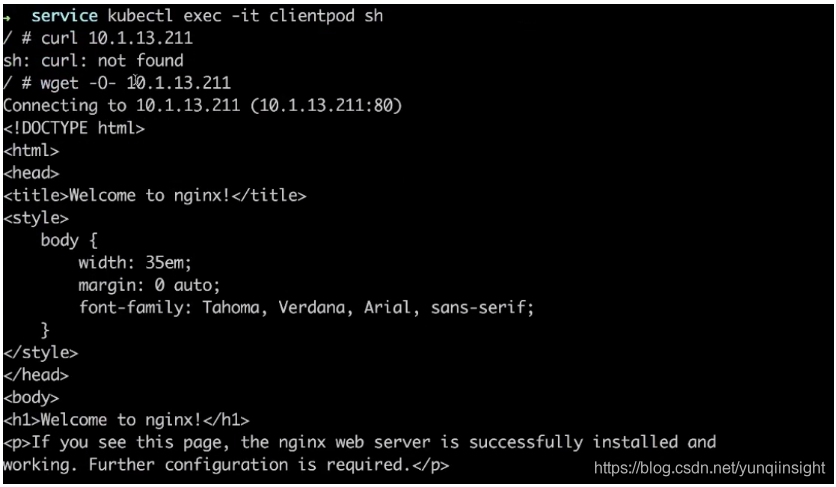 → service kubectl exec -it clientpod sh
/ # curl 10.1.13.211
sh: curl: not found
/ # wget -O- 10.1.13.211
Connecting to 10.1.13.211 (10.1.13.211:80)
<!DOCTYPE html>
<html>
<head>
<title>Welcome to nginx!</title>
<style>
    body {
        width: 35em;
        margin: 0 auto;
        font-family: Tahoma, Verdana, Arial, sans-serif;
    }
</style>
</head>
<body>
<h1>Welcome to nginx!</h1>
<p>If you see this page, the nginx web server is successfully installed and
working. Further configuration is required.</p>
https://blog.csdn.net/yunqiinsight